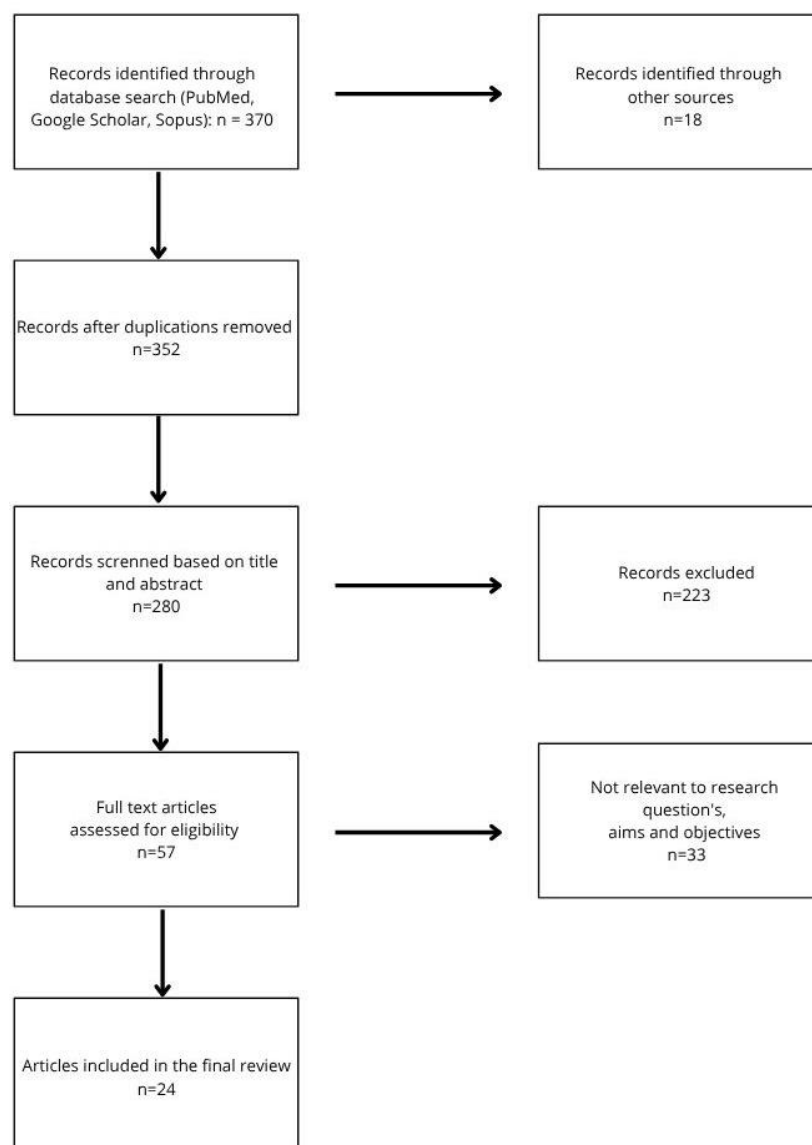 Records identified through
database search (PubMed,
Google Scholar, Sopus): n = 370
Records identified through
other sources
n=18
Records after duplications removed
n=352
Records screnned based on title
and abstract
n=280
Records excluded
n=223
Full text articles
assessed for eligibility
n=57
Not relevant to research
question's,
aims and objectives
n=33
Articles included in the final review
n=24